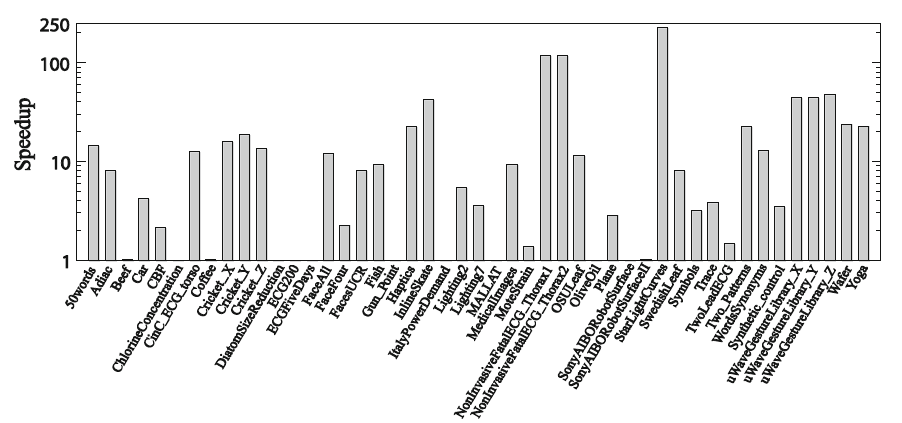 250
100
10
1
Speedup
50words
Adiac
Beef
Car
CBF
ChlorineConcentration
CinC_ECG_torso
Coffee
Cricket_X
Cricket_Y
Cricket_Z
DiatomSizeReduction
ECG200
ECGFiveDays
FaceAll
FaceFour
FacesUCR
Fish
Gun_Point
Haptics
InlineSkate
ItalyPowerDemand
Lighting2
Lighting7
MALLAT
MedicalImages
MoteStrain
NonInvasiveFatalECG_Thorax1
NonInvasiveFatalECG_Thorax2
OSULeaf
OliveOil
Plane
SonyAIBORobotSurface
SonyAIBORobotSurfaceII
StarLightCurves
SwedishLeaf
Symbols
Trace
TwoLeadECG
Two_Patterns
WordsSynonyms
Synthetic_control
uWaveGestureLibrary_X
uWaveGestureLibrary_Y
uWaveGestureLibrary_Z
Wafer
Yoga